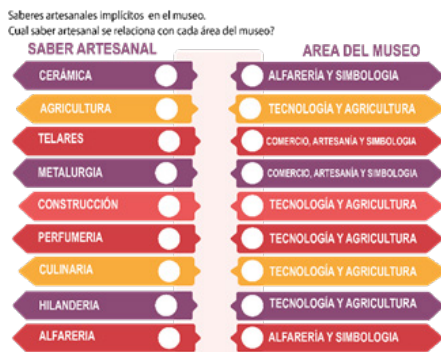 Saberes artesanales implícitos en el museo.
Cual saber artesanal se relaciona con cada área del museo?
SABER ARTESANAL AREA DEL MUSEO
CERÁMICA ALFARERÍA Y SIMBOLOGIA
AGRICULTURA TECNOLOGÍA Y AGRICULTURA
TELARES COMERCIO, ARTESANÍA Y SIMBOLOGIA
METALURGIA COMERCIO, ARTESANÍA Y SIMBOLOGIA
CONSTRUCCIÓN TECNOLOGÍA Y AGRICULTURA
PERFUMERIA TECNOLOGÍA Y AGRICULTURA
CULINARIA TECNOLOGÍA Y AGRICULTURA
HILANDERIA TECNOLOGÍA Y AGRICULTURA
ALFARERIA ALFARERÍA Y SIMBOLOGIA